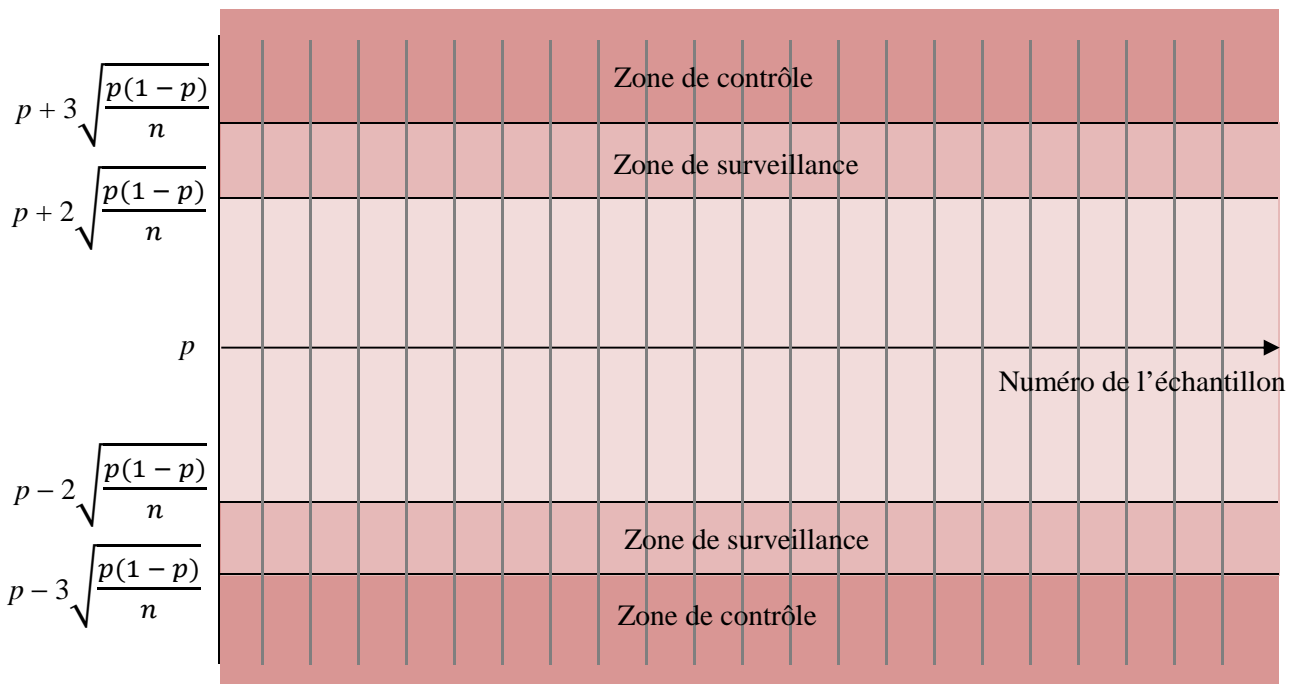 p + 3√(p(1 − p)/n)
Zone de contrôle
Zone de surveillance
p + 2√(p(1 − p)/n)
p
Numéro de l’échantillon
p − 2√(p(1 − p)/n)
Zone de surveillance
p − 3√(p(1 − p)/n)
Zone de contrôle